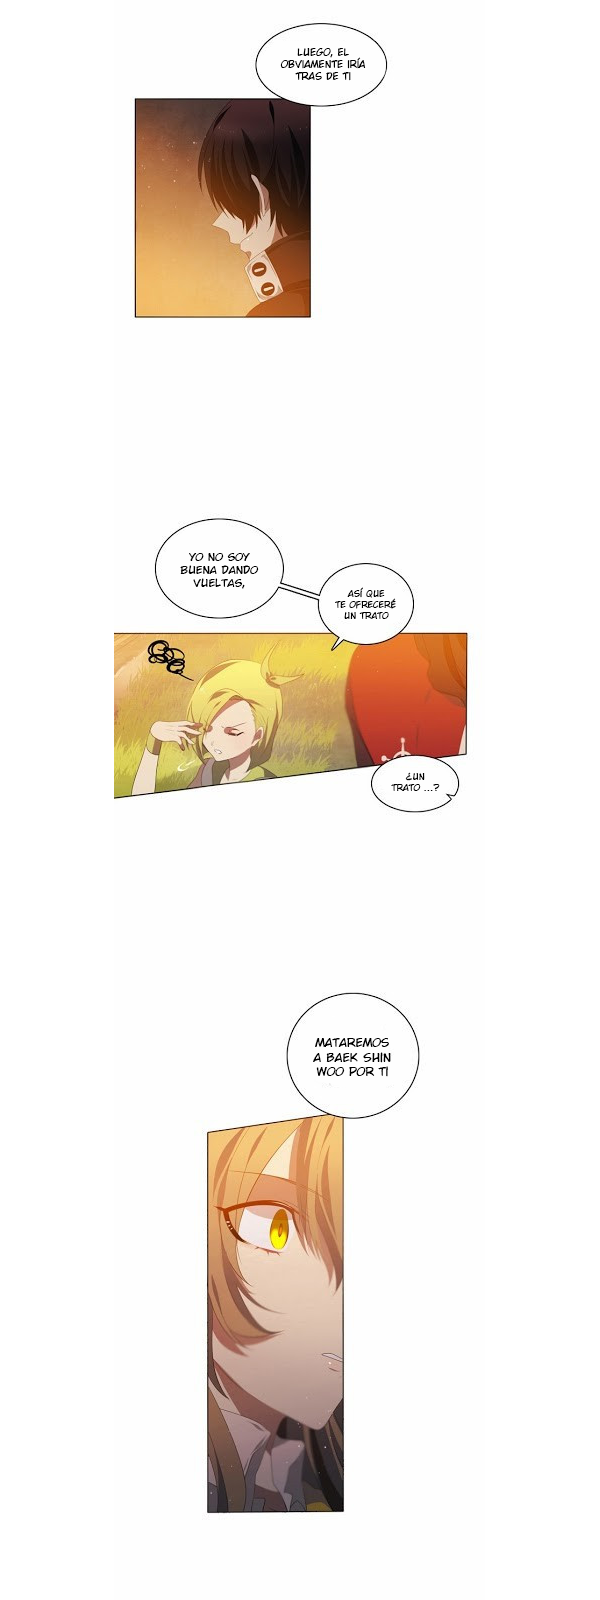 LUEGO, EL
OBVIAMENTE IRÍA
TRAS DE TI
YO NO SOY
BUENA DANDO
VUELTAS,
ASÍ QUE
TE OFRECERÉ
UN TRATO
¿UN
TRATO ...?
MATAREMOS
A BAEK SHIN
WOO POR TI